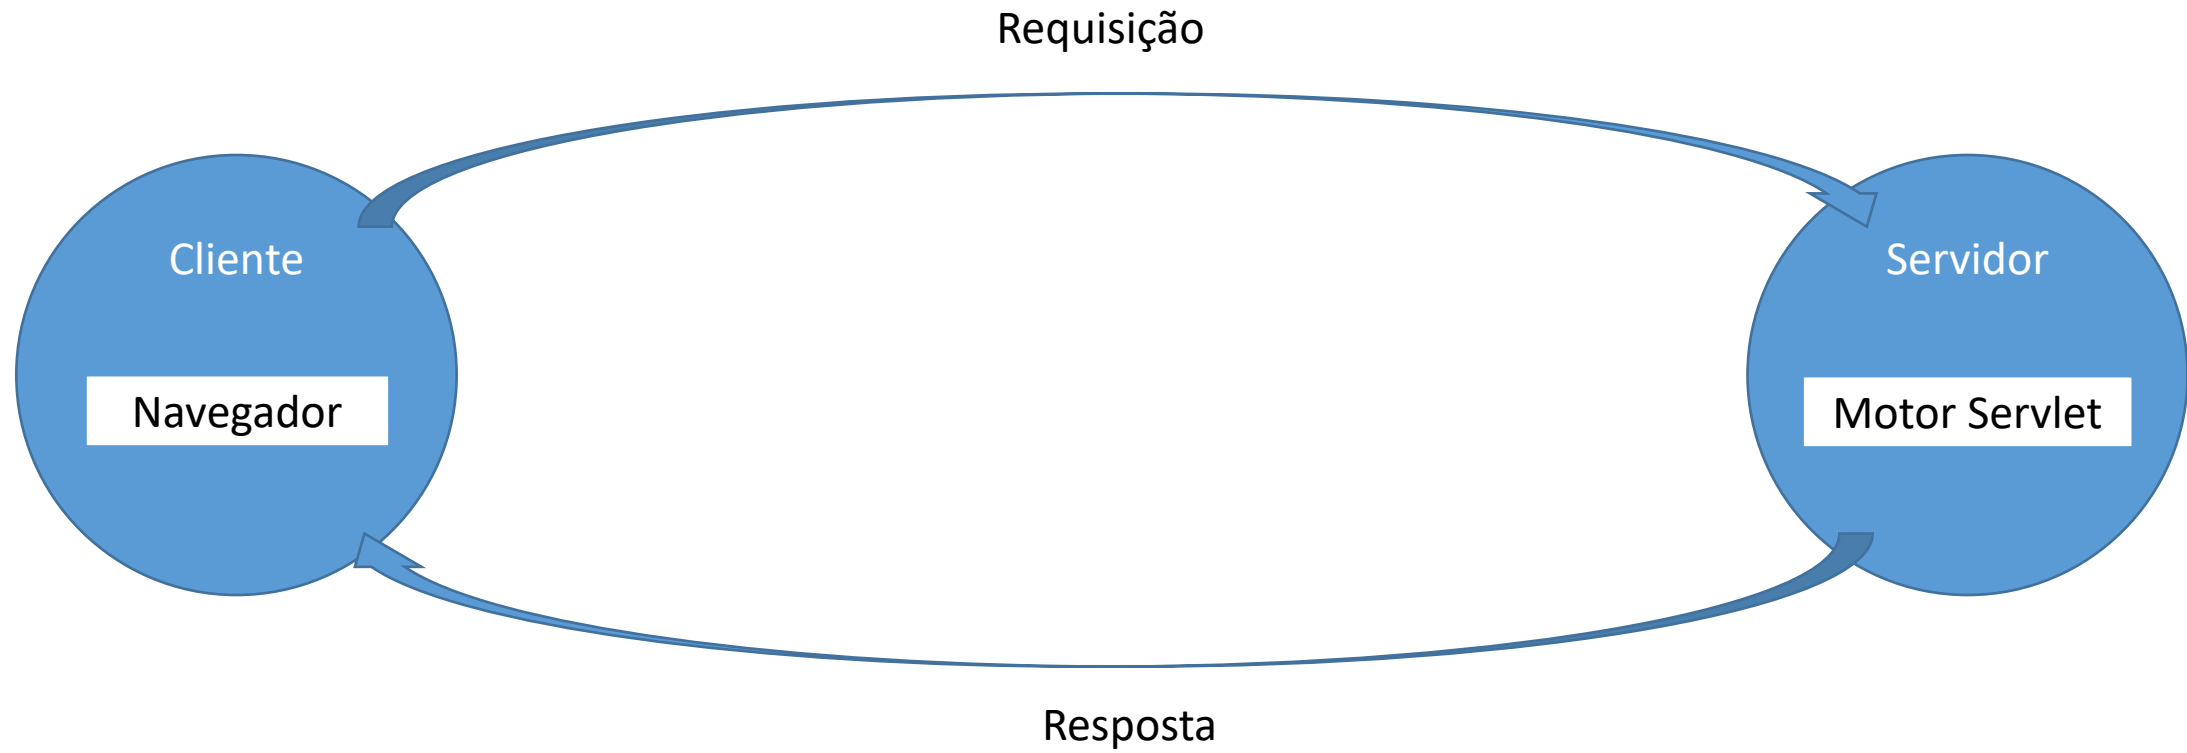 Requisição
Cliente
Servidor
Navegador
Motor Servlet
Resposta